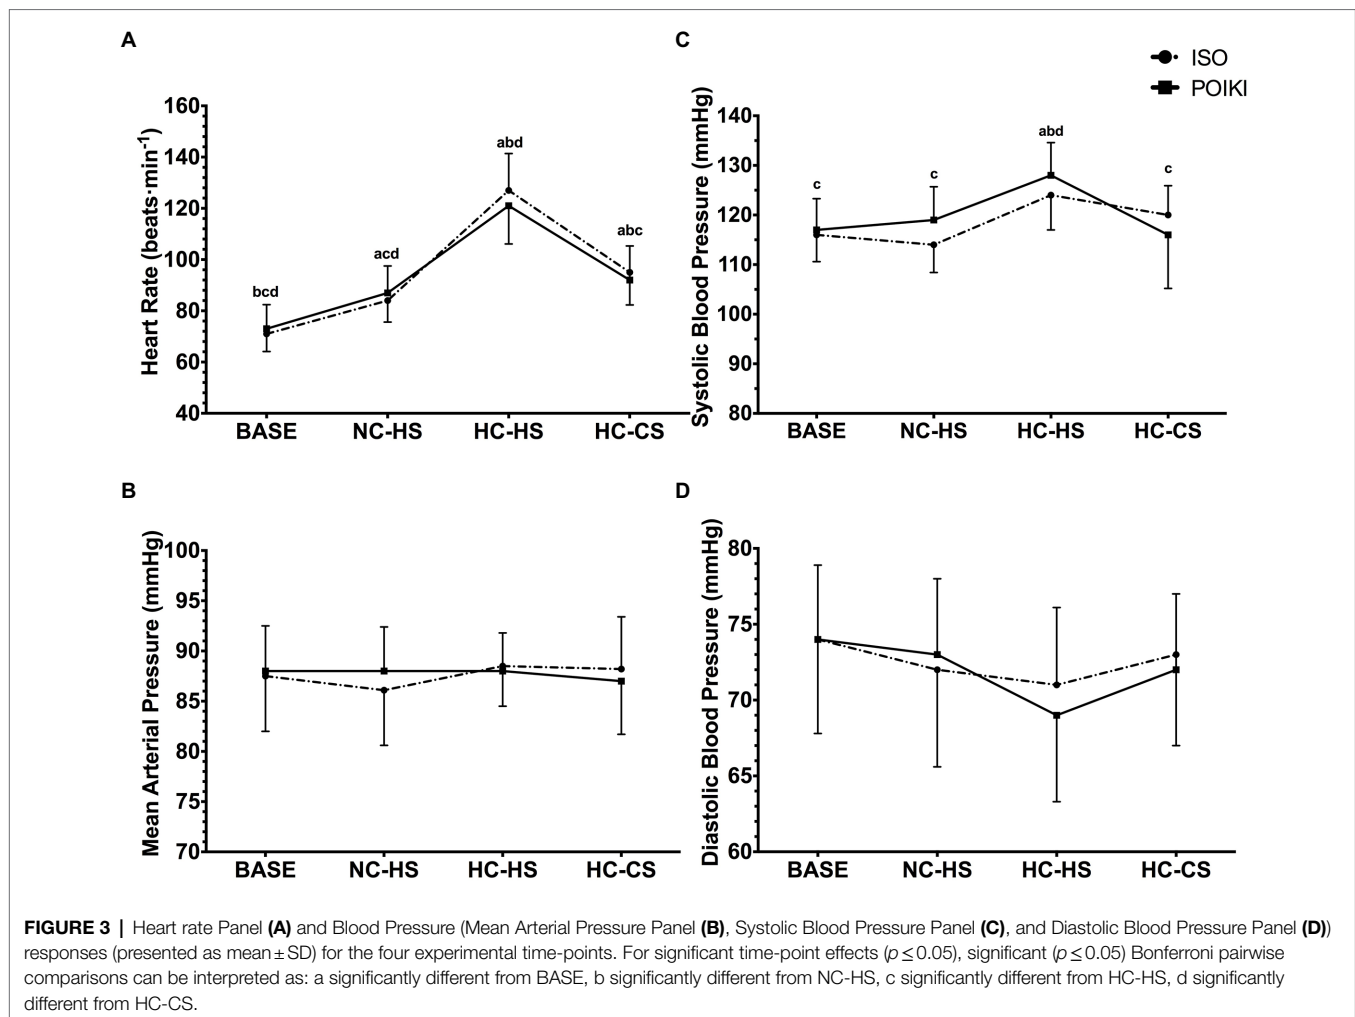 A
Heart Rate (beats·min⁻¹)
160
140
120
100
80
60
40
bcd
acd
abd
abc
BASE NC-HS HC-HS HC-CS
C
ISO
POIKI
Systolic Blood Pressure (mmHg)
140
130
120
110
100
90
80
c
c
abd
c
BASE NC-HS HC-HS HC-CS
B
Mean Arterial Pressure (mmHg)
100
95
90
85
80
75
70
BASE NC-HS HC-HS HC-CS
D
Diastolic Blood Pressure (mmHg)
80
75
70
65
60
BASE NC-HS HC-HS HC-CS
FIGURE 3 | Heart rate Panel (A) and Blood Pressure (Mean Arterial Pressure Panel (B), Systolic Blood Pressure Panel (C), and Diastolic Blood Pressure Panel (D))
responses (presented as mean ± SD) for the four experimental time-points. For significant time-point effects (p ≤ 0.05), significant (p ≤ 0.05) Bonferroni pairwise
comparisons can be interpreted as: a significantly different from BASE, b significantly different from NC-HS, c significantly different from HC-HS, d significantly
different from HC-CS.